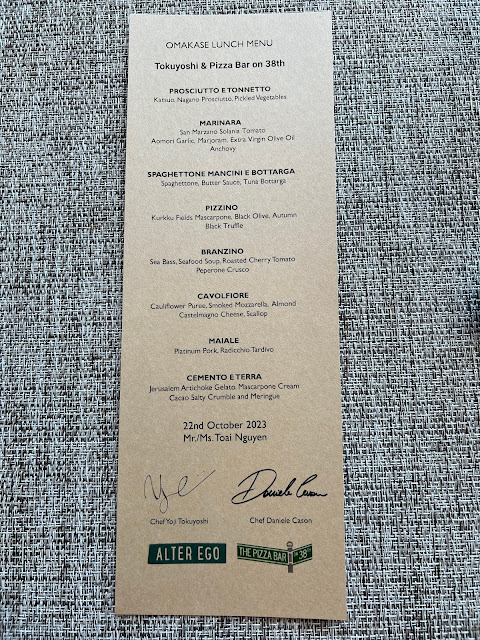 OMAKASE LUNCH MENU
Tokuyoshi & Pizza Bar on 38th
PROSCIUTTO E TONNETTO
Katsuo, Nagano Prosciutto, Pickled Vegetables
MARINARA
San Marzano Solania Tomato
Aomori Garlic, Marjoram, Extra Virgin Olive Oil
Anchovy
SPAGHETTONE MANCINI E BOTTARGA
Spaghettone, Butter Sauce, Tuna Bottarga
PIZZINO
Kurkku Fields Mascarpone, Black Olive, Autumn
Black Truffle
BRANZINO
Sea Bass, Seafood Soup, Roasted Cherry Tomato
Peperone Crusco
CAVOLFIORE
Cauliflower Puree, Smoked Mozzarella, Almond
Castelmagno Cheese, Scallop
MAIALE
Platinum Pork, Radicchio Tardivo
CEMENTO E TERRA
Jerusalem Artichoke Gelato, Mascarpone Cream
Cacao Salty Crumble and Meringue
22nd October 2023
Mr./Ms. Toai Nguyen
Daniele Cason
Chef Yoji Tokuyoshi
Chef Daniele Cason
ALTER EGO
THE PIZZA BAR ON 38TH